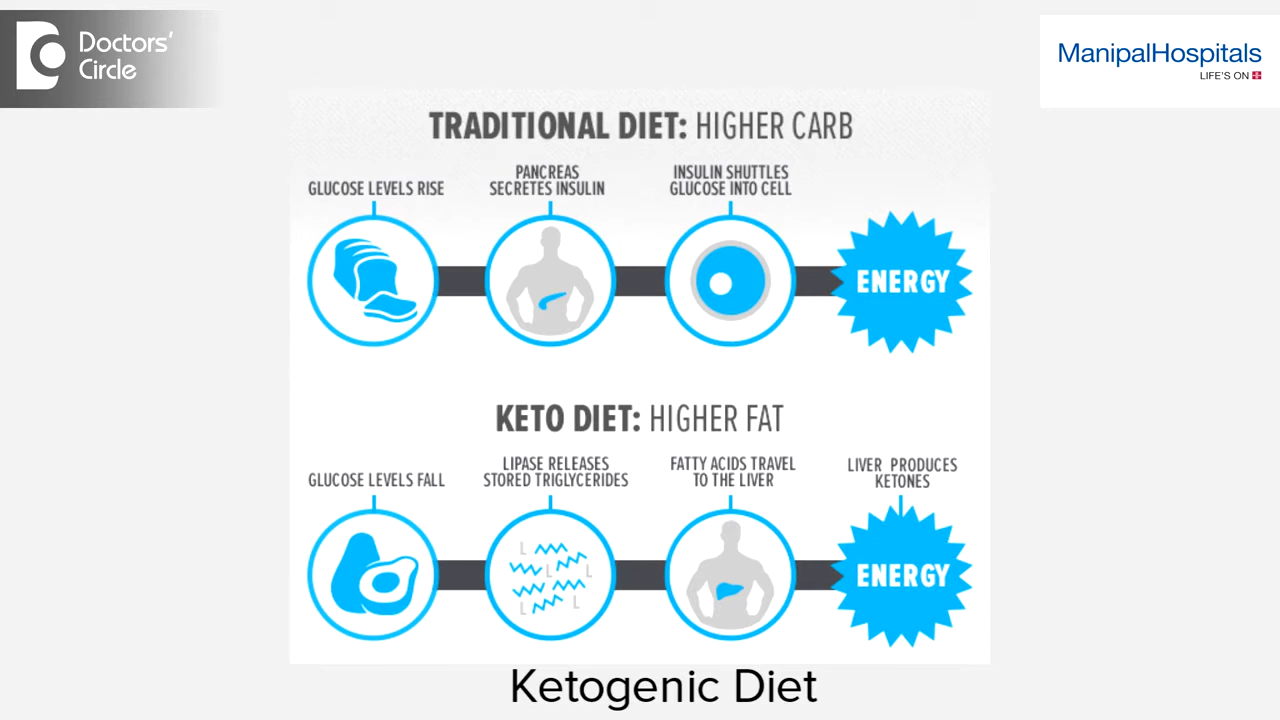 Doctors'
Circle
ManipalHospitals
LIFE'S ON
TRADITIONAL DIET: HIGHER CARB
GLUCOSE LEVELS RISE
PANCREAS
SECRETES INSULIN
INSULIN SHUTTLES
GLUCOSE INTO CELL
ENERGY
KETO DIET: HIGHER FAT
GLUCOSE LEVELS FALL
LIPASE RELEASES
STORED TRIGLYCERIDES
FATTY ACIDS TRAVEL
TO THE LIVER
LIVER PRODUCES
KETONES
L
L
L
L
L
ENERGY
Ketogenic Diet